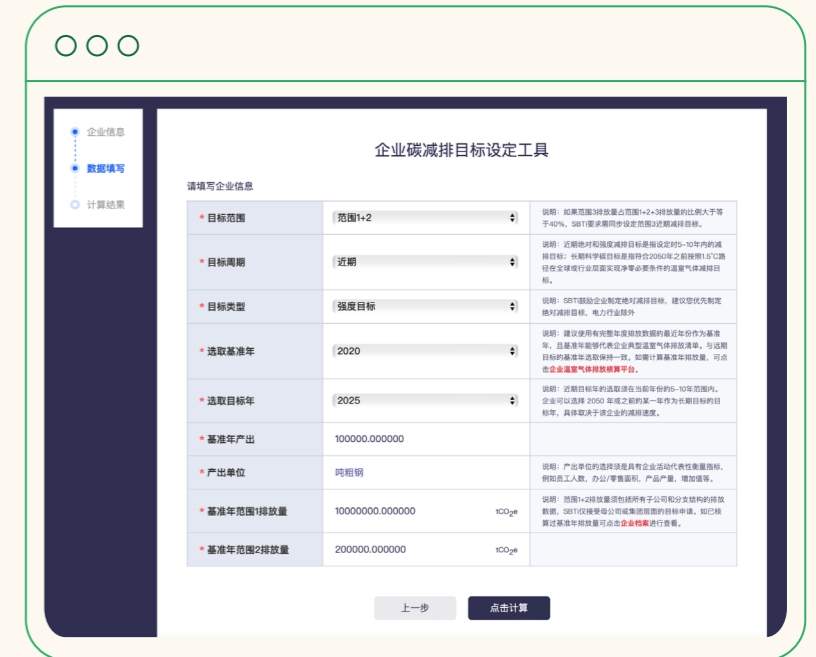 企业信息
数据填写
计算结果
企业碳减排目标设定工具
请填写企业信息
* 目标范围
范围1+2
说明：如果范围3排放量占范围1+2+3排放量的比例大于等
于40%，SBTi要求需同步设定范围3近期减排目标。
* 目标周期
近期
说明：近期绝对和强度减排目标是指设定时5-10年内的减
排目标；长期科学碳目标是指符合2050年之前按照1.5℃路
径在全球或行业层面实现净零必要条件的温室气体减排目
标。
* 目标类型
强度目标
说明：SBTi鼓励企业制定绝对减排目标，建议您优先制定
绝对减排目标，电力行业除外
* 选取基准年
2020
说明：建议使用有完整年度排放数据的最近年份作为基准
年，且基准年能够代表企业典型温室气体排放清单。与远期
目标的基准年选取保持一致。如需计算基准年排放量，可点
击企业温室气体排放核算平台。
* 选取目标年
2025
说明：近期目标年的选取须在当前年份的5-10年范围内。
企业可以选择 2050 年或之前的某一年作为长期目标的目
标年，具体取决于该企业的减排速度。
* 基准年产出
100000.000000
* 产出单位
吨粗钢
说明：产出单位的选择须是具有企业活动代表性衡量指标，
例如员工人数，办公/零售面积，产品产量，增加值等。
* 基准年范围1排放量
10000000.000000 tCO₂e
说明：范围1+2排放量须包括所有子公司和分支结构的排放
数据，SBTi仅接受母公司或集团层面的目标申请。如已核
算过基准年排放量可点击企业档案进行查看。
* 基准年范围2排放量
200000.000000 tCO₂e
上一步
点击计算